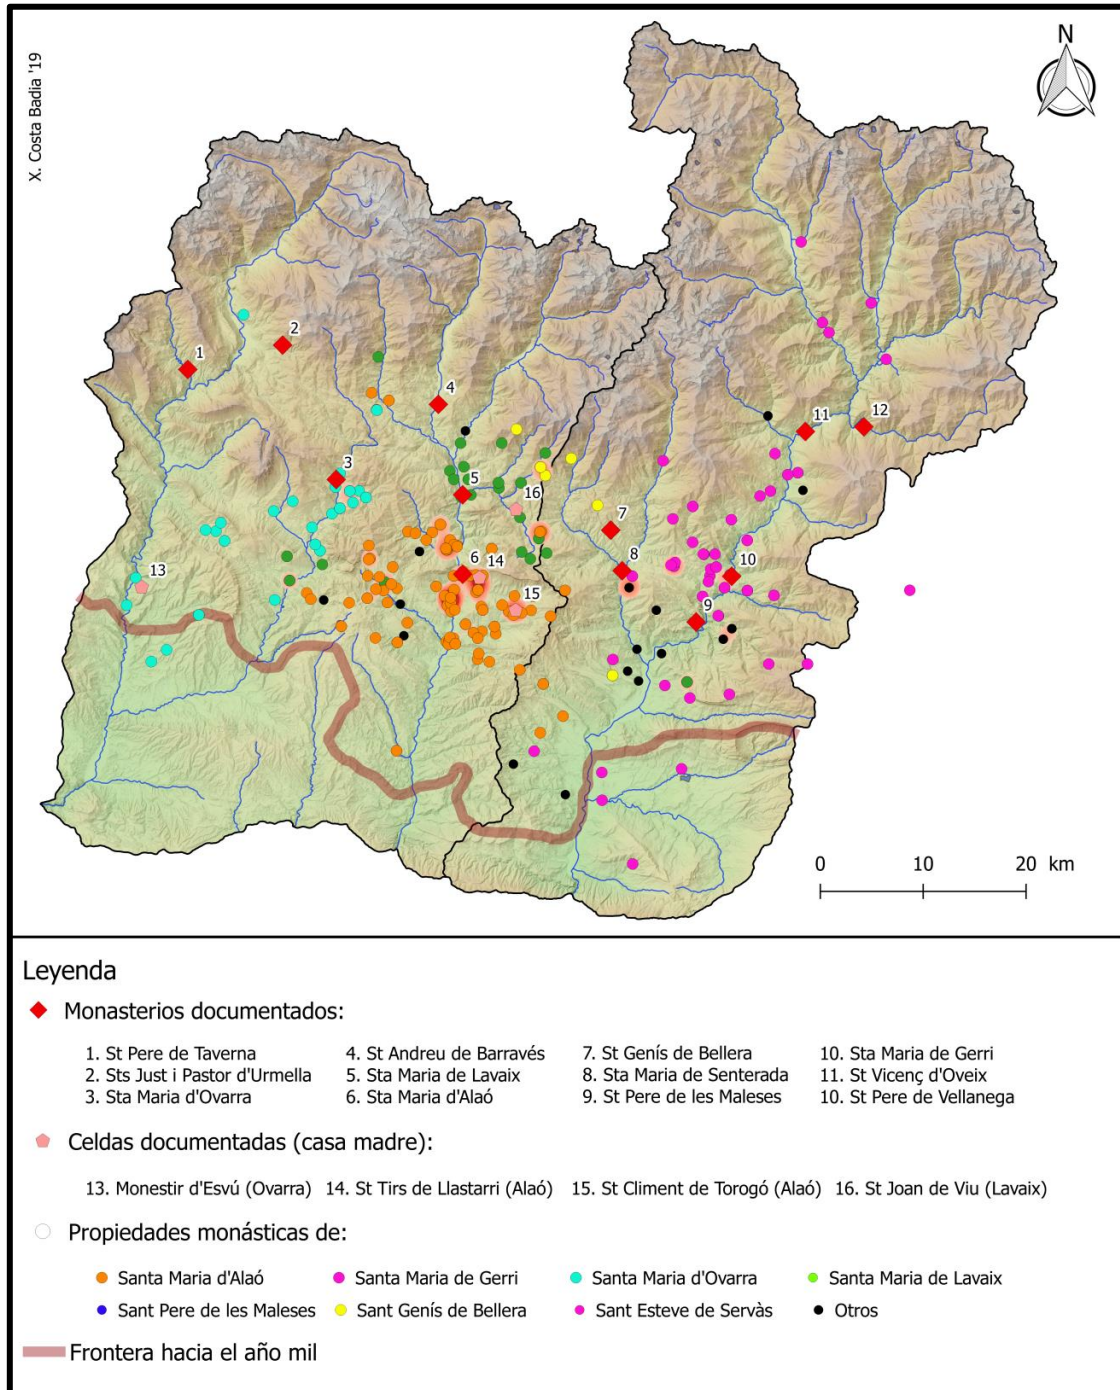 X. Costa Badia '19
N
1
2
3
4
5
6
7
8
9
10
11
12
13
14
15
16
0 10 20 km
Leyenda
Monasterios documentados:
1. St Pere de Taverna 4. St Andreu de Barravés 7. St Genís de Bellera 10. Sta Maria de Gerri
2. Sts Just i Pastor d'Urmella 5. Sta Maria de Lavaix 8. Sta Maria de Senterada 11. St Vicenç d'Oveix
3. Sta Maria d'Ovarra 6. Sta Maria d'Alaó 9. St Pere de les Maleses 10. St Pere de Vellanega
Celdas documentadas (casa madre):
13. Monestir d'Esvú (Ovarra) 14. St Tirs de Llastarri (Alaó) 15. St Climent de Torogó (Alaó) 16. St Joan de Viu (Lavaix)
Propiedades monásticas de:
Santa Maria d'Alaó Santa Maria de Gerri Santa Maria d'Ovarra Santa Maria de Lavaix
Sant Pere de les Maleses Sant Genís de Bellera Sant Esteve de Servàs Otros
Frontera hacia el año mil